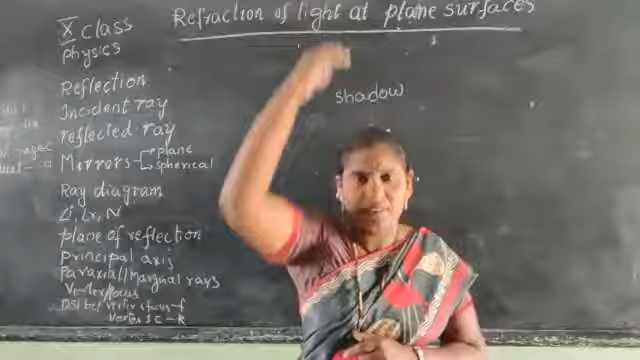 X class
physics
Refraction of light at plane surfaces
shadow
Reflection
Incident ray
reflected ray
Mirrors plane
spherical
Ray diagram
∠i, ∠r, N
plane of reflection
principal axis
Paraxial/Marginal rays
Vertex/focus